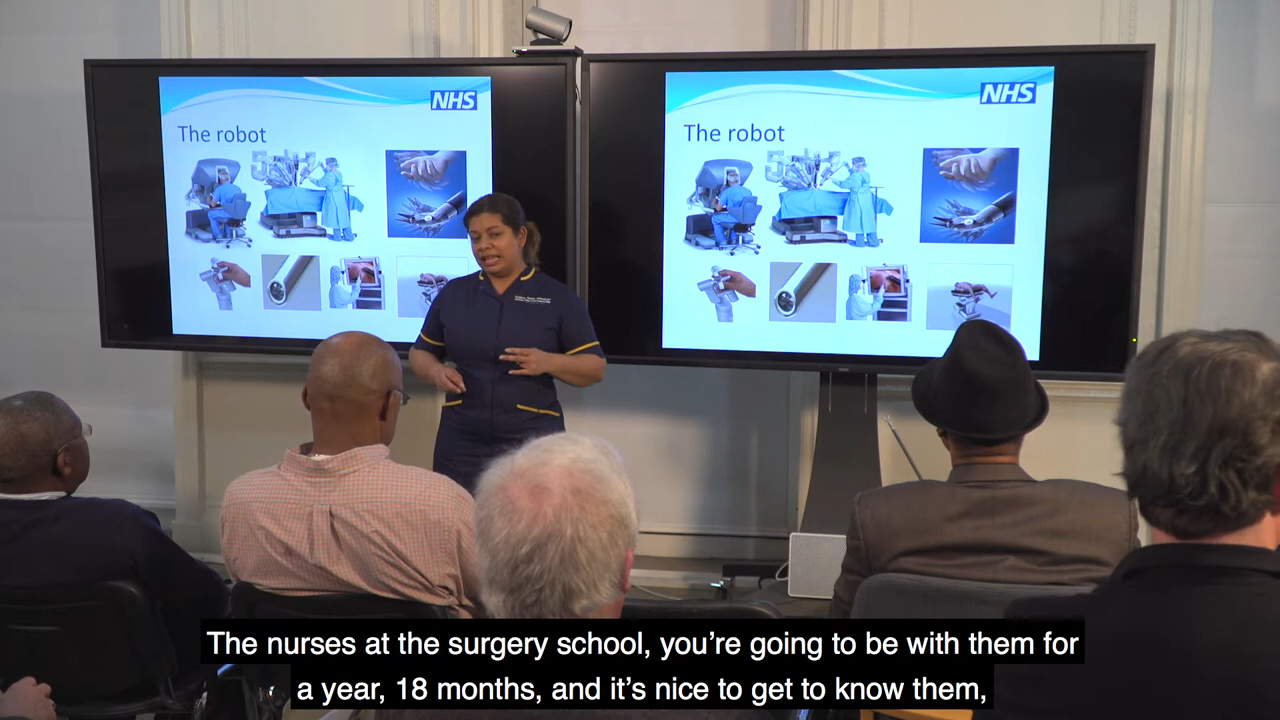 NHS
The robot
NHS
The robot
The nurses at the surgery school, you’re going to be with them for
a year, 18 months, and it’s nice to get to know them,